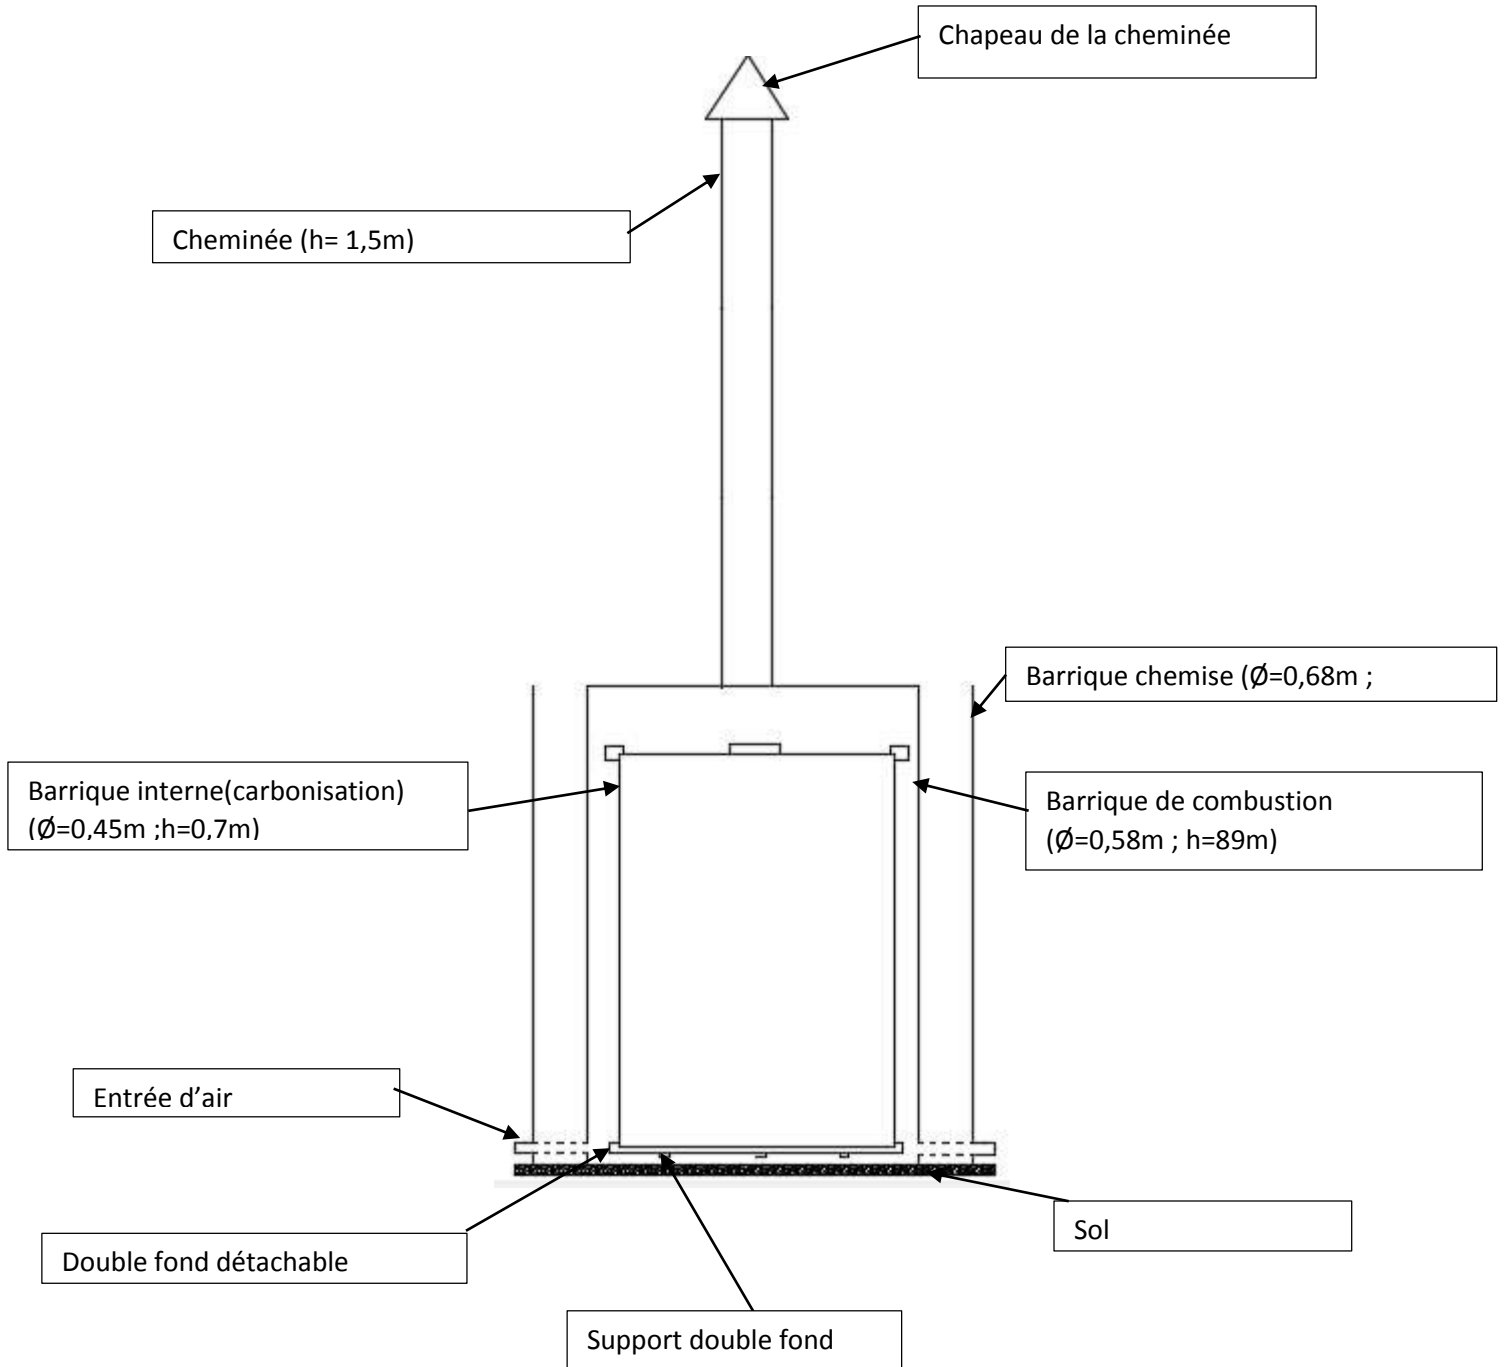 Chapeau de la cheminée
Cheminée (h= 1,5m)
Barrique chemise (Ø=0,68m ;
Barrique interne(carbonisation)
(Ø=0,45m ;h=0,7m)
Barrique de combustion
(Ø=0,58m ; h=89m)
Entrée d’air
Sol
Double fond détachable
Support double fond